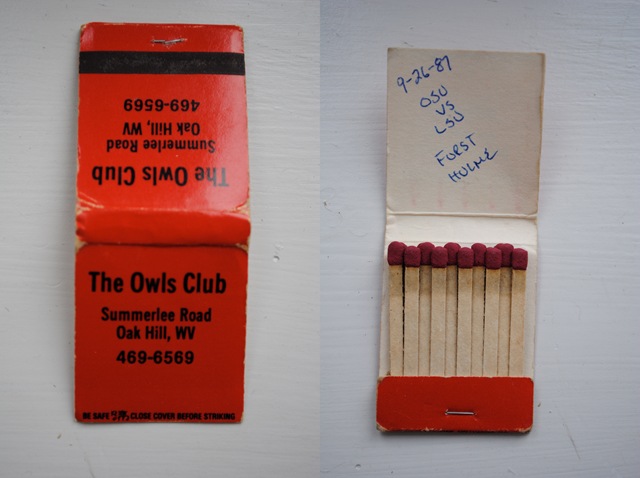 The Owls Club
Summerlee Road
Oak Hill, WV
469-6569
The Owls Club
Summerlee Road
Oak Hill, WV
469-6569
BE SAFE CLOSE COVER BEFORE STRIKING
9-26-87
OSU
VS
LSU
FORST
HULME